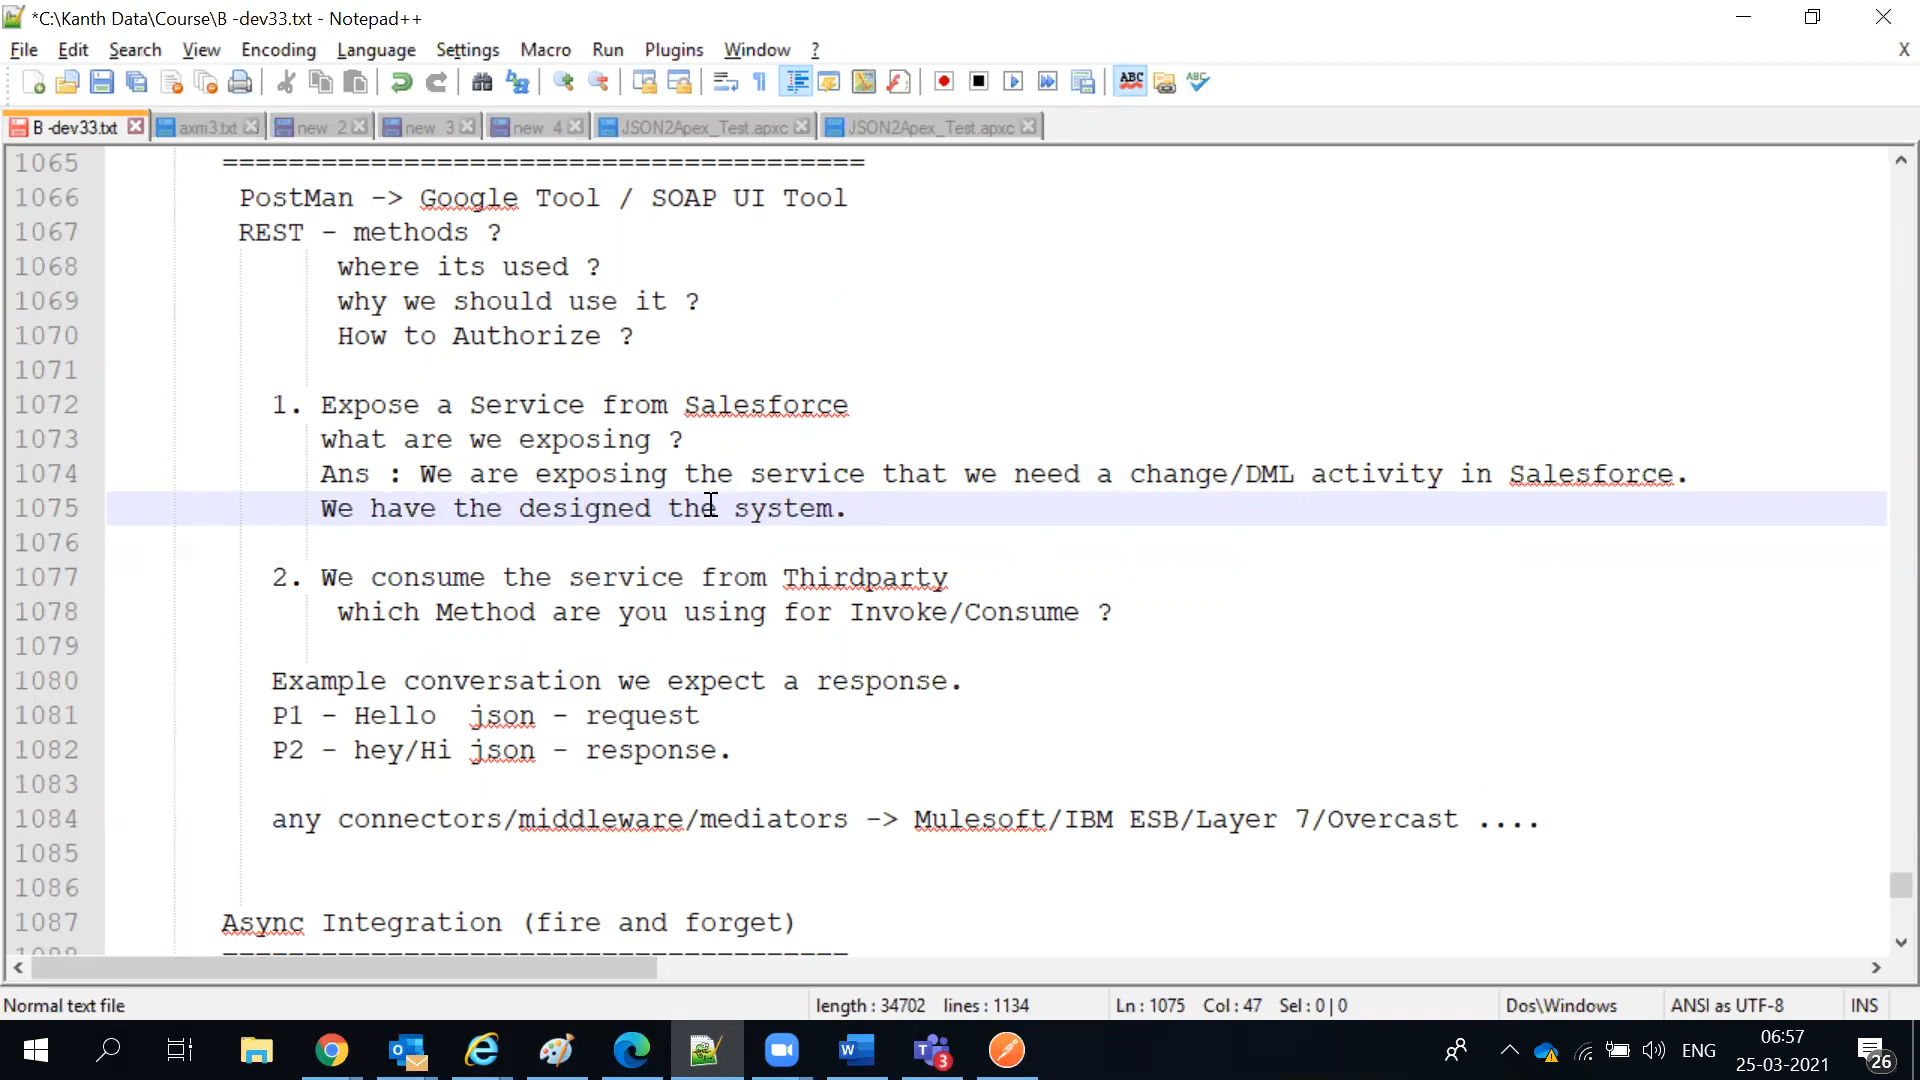 *C:\Kanth Data\Course\B -dev33.txt - Notepad++
File Edit Search View Encoding Language Settings Macro Run Plugins Window ? X
ABC ABC
B -dev33.txt axm3.txt new 2 new 3 new 4 JSON2Apex_Test.apxc JSON2Apex_Test.apxc
1065 =======================================
1066 PostMan -> Google Tool / SOAP UI Tool
1067 REST - methods ?
1068 where its used ?
1069 why we should use it ?
1070 How to Authorize ?
1071
1072 1. Expose a Service from Salesforce
1073 what are we exposing ?
1074 Ans : We are exposing the service that we need a change/DML activity in Salesforce.
1075 We have the designed the system.
1076
1077 2. We consume the service from Thirdparty
1078 which Method are you using for Invoke/Consume ?
1079
1080 Example conversation we expect a response.
1081 P1 - Hello  json - request
1082 P2 - hey/Hi json - response.
1083
1084 any connectors/middleware/mediators -> Mulesoft/IBM ESB/Layer 7/Overcast ....
1085
1086
1087 Async Integration (fire and forget)
1088 ======================================
Normal text file length : 34702 lines : 1134 Ln : 1075 Col : 47 Sel : 0 | 0 Dos\Windows ANSI as UTF-8 INS
3 ENG 06:57
25-03-2021 26